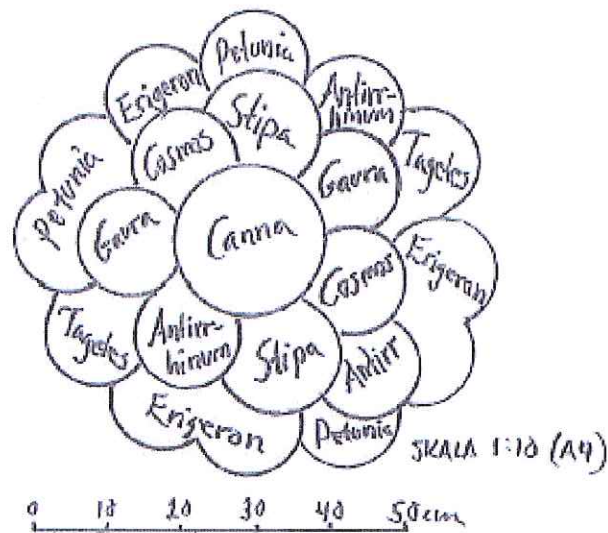 Petunia
Erigeron
Stipa
Antirr-
hinum
Cosmos
Tagetes
Petunia
Gaura
Gaura
Canna
Cosmos
Erigeron
Tagetes
Antirr-
hinum
Stipa
Antirr
Erigeron
Petunia
SKALA 1:10 (A4)
0 10 20 30 40 50cm